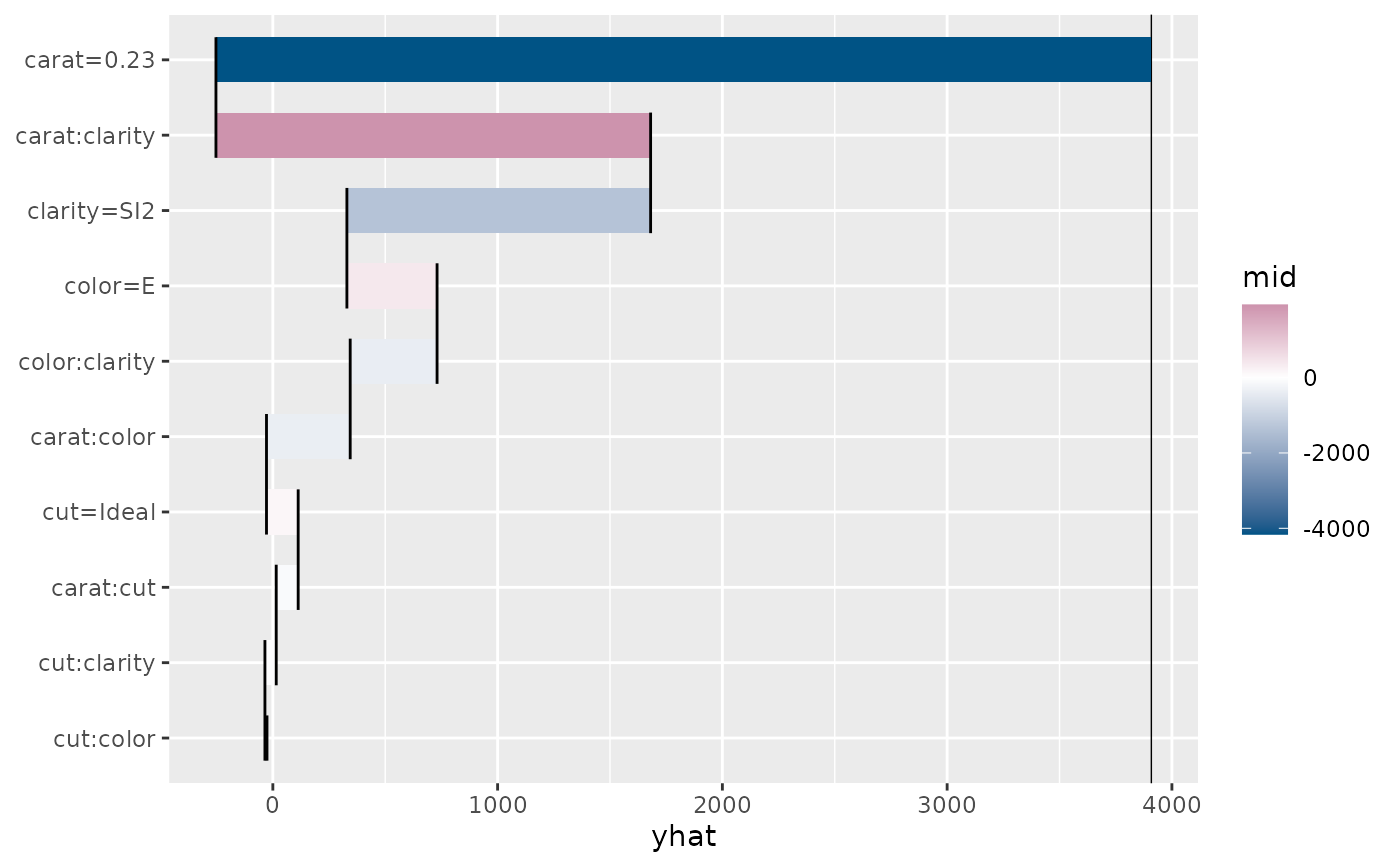 carat=0.23
carat:clarity
clarity=SI2
color=E
color:clarity
carat:color
cut=Ideal
carat:cut
cut:clarity
cut:color
0 1000 2000 3000 4000
yhat
mid
0
-2000
-4000